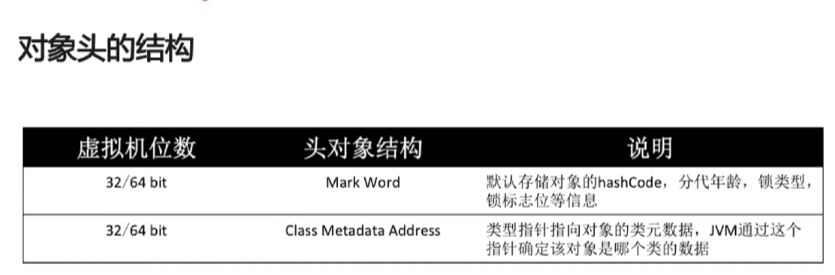 对象头的结构
虚拟机位数 头对象结构 说明
32/64 bit Mark Word 默认存储对象的hashCode，分代年龄，锁类型，
锁标志位等信息
32/64 bit Class Metadata Address 类型指针指向对象的类元数据，JVM通过这个
指针确定该对象是哪个类的数据